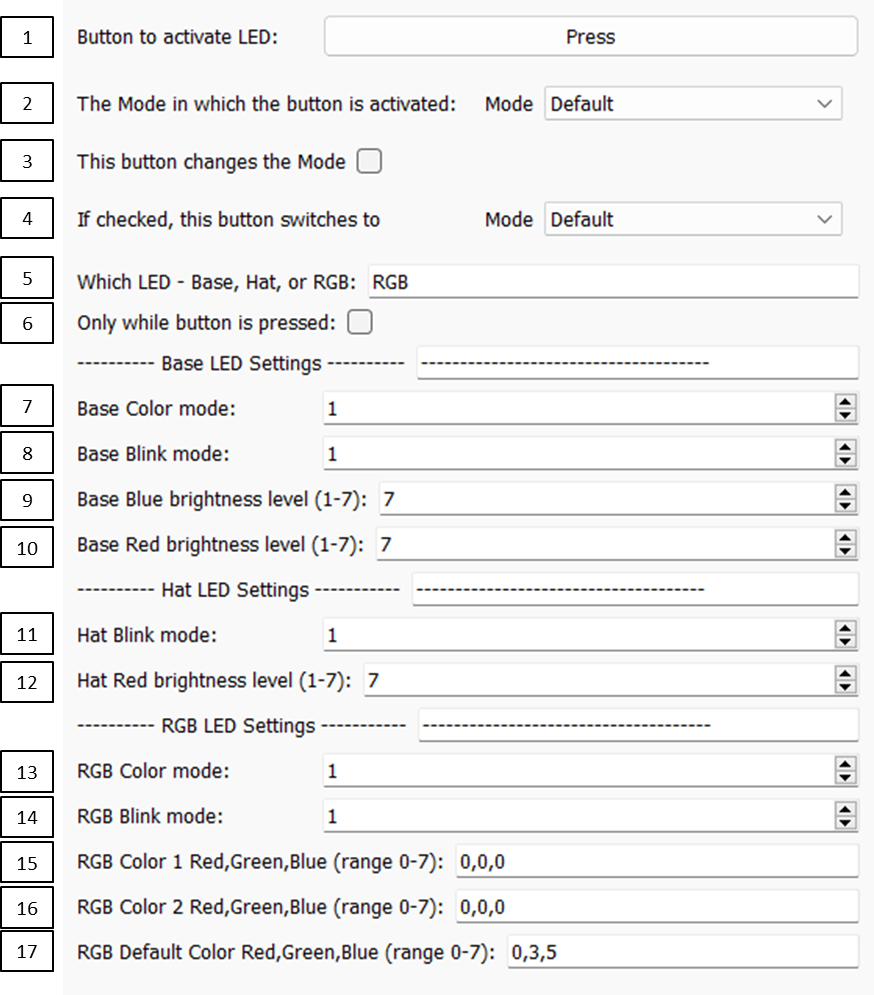 1 Button to activate LED: Press
2 The Mode in which the button is activated: Mode Default
3 This button changes the Mode
4 If checked, this button switches to Mode Default
5 Which LED - Base, Hat, or RGB: RGB
6 Only while button is pressed:
---------- Base LED Settings ---------- -------------------------------------
7 Base Color mode: 1
8 Base Blink mode: 1
9 Base Blue brightness level (1-7): 7
10 Base Red brightness level (1-7): 7
---------- Hat LED Settings ----------- -------------------------------------
11 Hat Blink mode: 1
12 Hat Red brightness level (1-7): 7
---------- RGB LED Settings ----------- -------------------------------------
13 RGB Color mode: 1
14 RGB Blink mode: 1
15 RGB Color 1 Red,Green,Blue (range 0-7): 0,0,0
16 RGB Color 2 Red,Green,Blue (range 0-7): 0,0,0
17 RGB Default Color Red,Green,Blue (range 0-7): 0,3,5